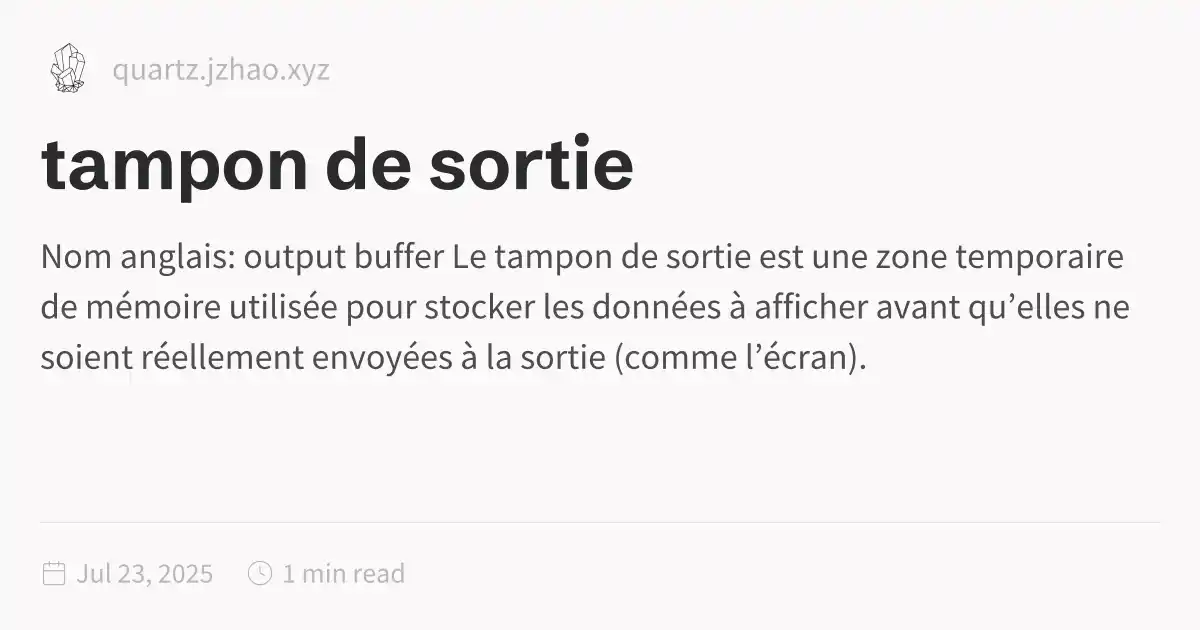 quartz.jzhao.xyz
tampon de sortie
Nom anglais: output buffer Le tampon de sortie est une zone temporaire
de mémoire utilisée pour stocker les données à afficher avant qu’elles ne
soient réellement envoyées à la sortie (comme l’écran).
Jul 23, 2025 1 min read